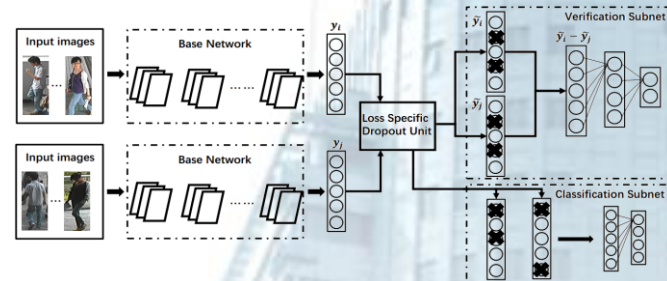 Input images
Base Network
y_i
ỹ_i
Verification Subnet
ỹ_i − ỹ_j
Loss Specific
Dropout Unit
ỹ_j
Input images
Base Network
y_j
Classification Subnet